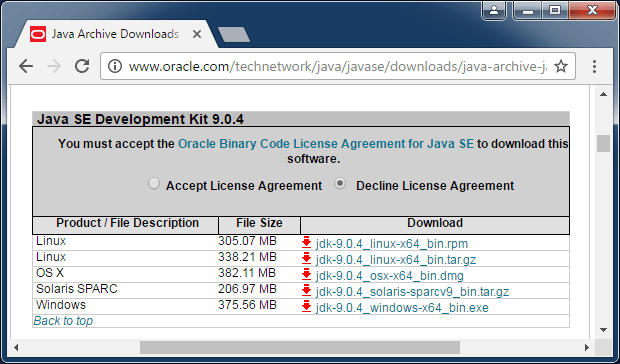 Java Archive Downloads
www.oracle.com/technetwork/java/javase/downloads/java-archive-ja
Java SE Development Kit 9.0.4
You must accept the Oracle Binary Code License Agreement for Java SE to download this
software.
Accept License Agreement Decline License Agreement
Product / File Description File Size Download
Linux 305.07 MB jdk-9.0.4_linux-x64_bin.rpm
Linux 338.21 MB jdk-9.0.4_linux-x64_bin.tar.gz
OS X 382.11 MB jdk-9.0.4_osx-x64_bin.dmg
Solaris SPARC 206.97 MB jdk-9.0.4_solaris-sparcv9_bin.tar.gz
Windows 375.56 MB jdk-9.0.4_windows-x64_bin.exe
Back to top